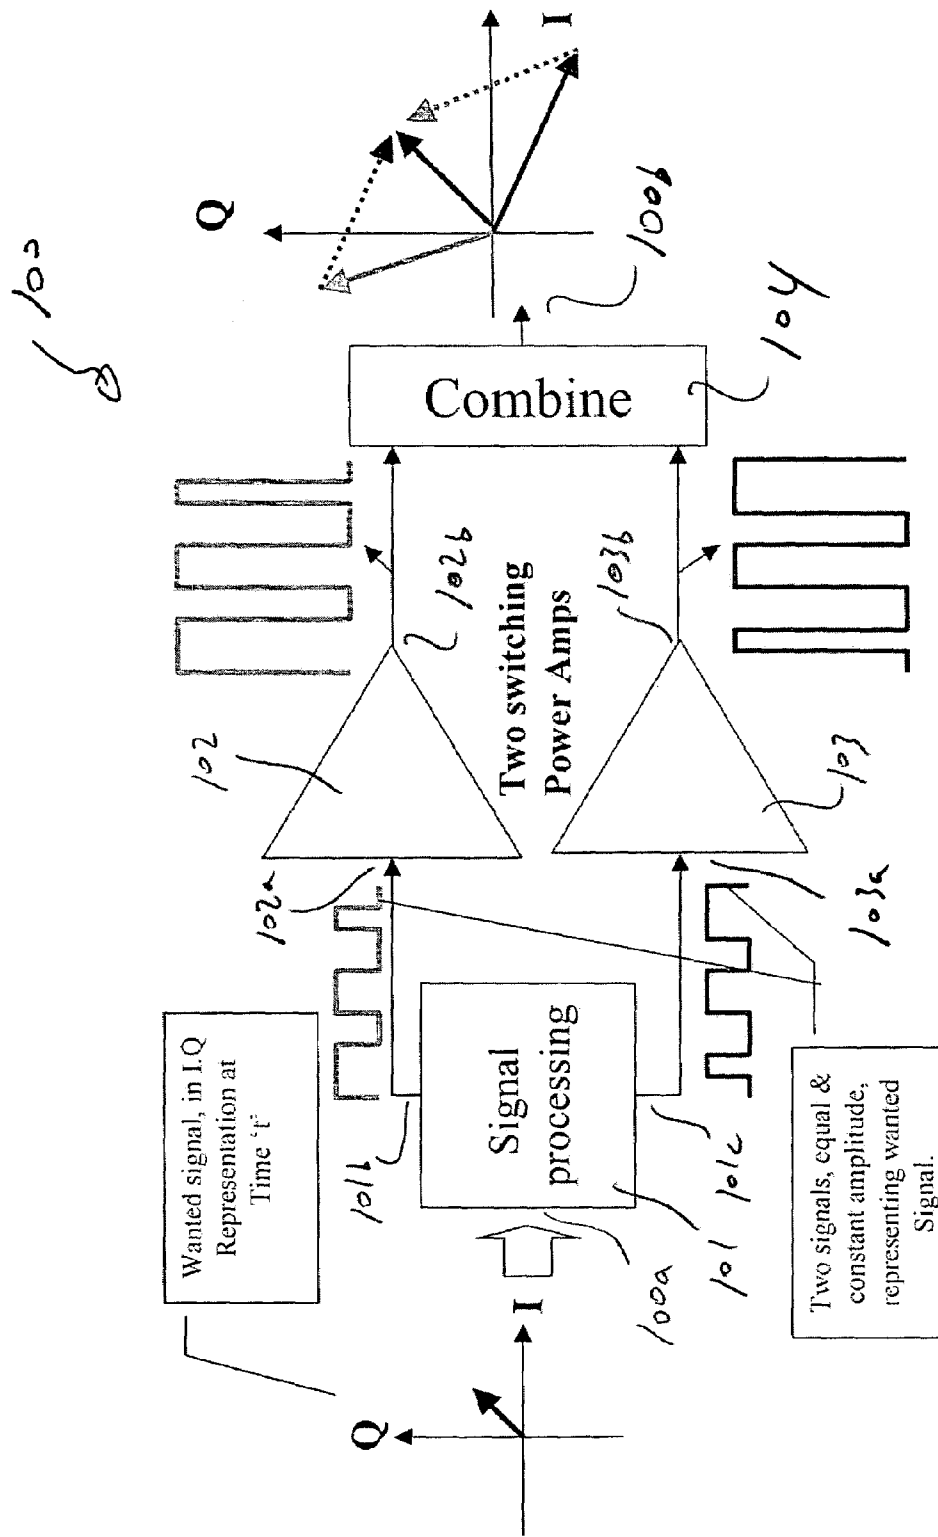 100
Wanted signal, in I.Q
Representation at
Time 't'
Q
I
100a
Signal
processing
101
101b
101c
Two signals, equal &
constant amplitude,
representing wanted
Signal.
102a
102
102b
Two switching
Power Amps
103a
103
103b
Combine
104
100b
Q
I